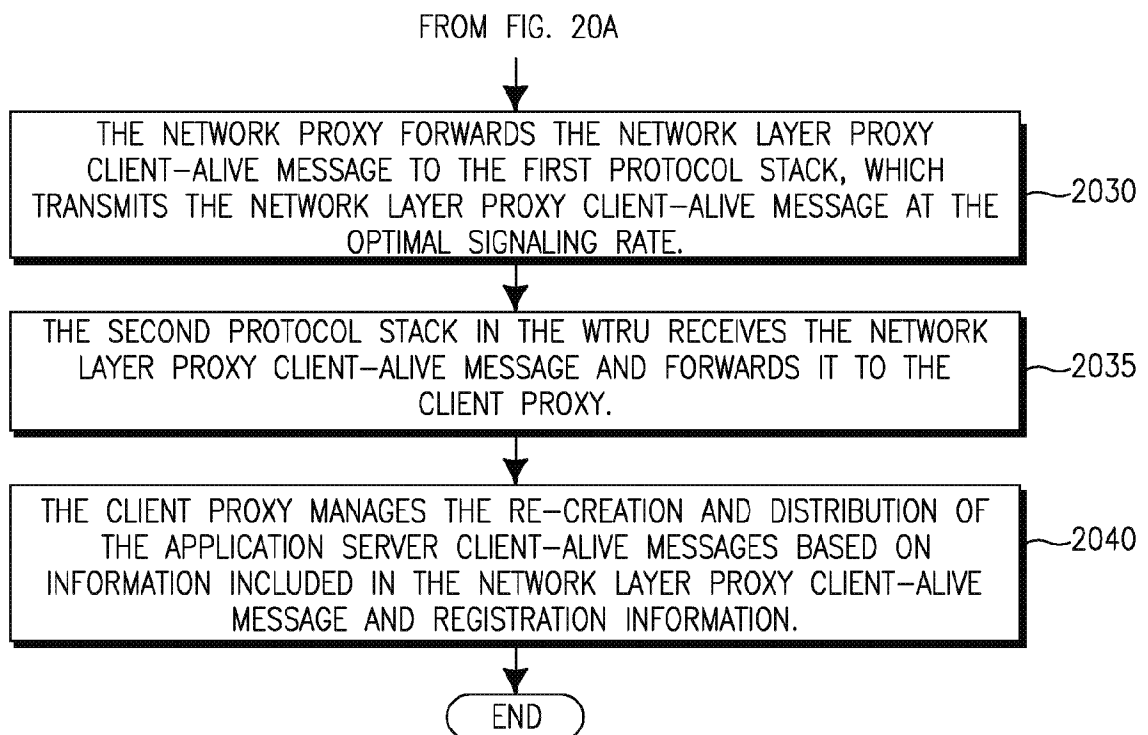 FROM FIG. 20A
THE NETWORK PROXY FORWARDS THE NETWORK LAYER PROXY
CLIENT-ALIVE MESSAGE TO THE FIRST PROTOCOL STACK, WHICH
TRANSMITS THE NETWORK LAYER PROXY CLIENT-ALIVE MESSAGE AT THE
OPTIMAL SIGNALING RATE.
2030
THE SECOND PROTOCOL STACK IN THE WTRU RECEIVES THE NETWORK
LAYER PROXY CLIENT-ALIVE MESSAGE AND FORWARDS IT TO THE
CLIENT PROXY.
2035
THE CLIENT PROXY MANAGES THE RE-CREATION AND DISTRIBUTION OF
THE APPLICATION SERVER CLIENT-ALIVE MESSAGES BASED ON
INFORMATION INCLUDED IN THE NETWORK LAYER PROXY CLIENT-ALIVE
MESSAGE AND REGISTRATION INFORMATION.
2040
END